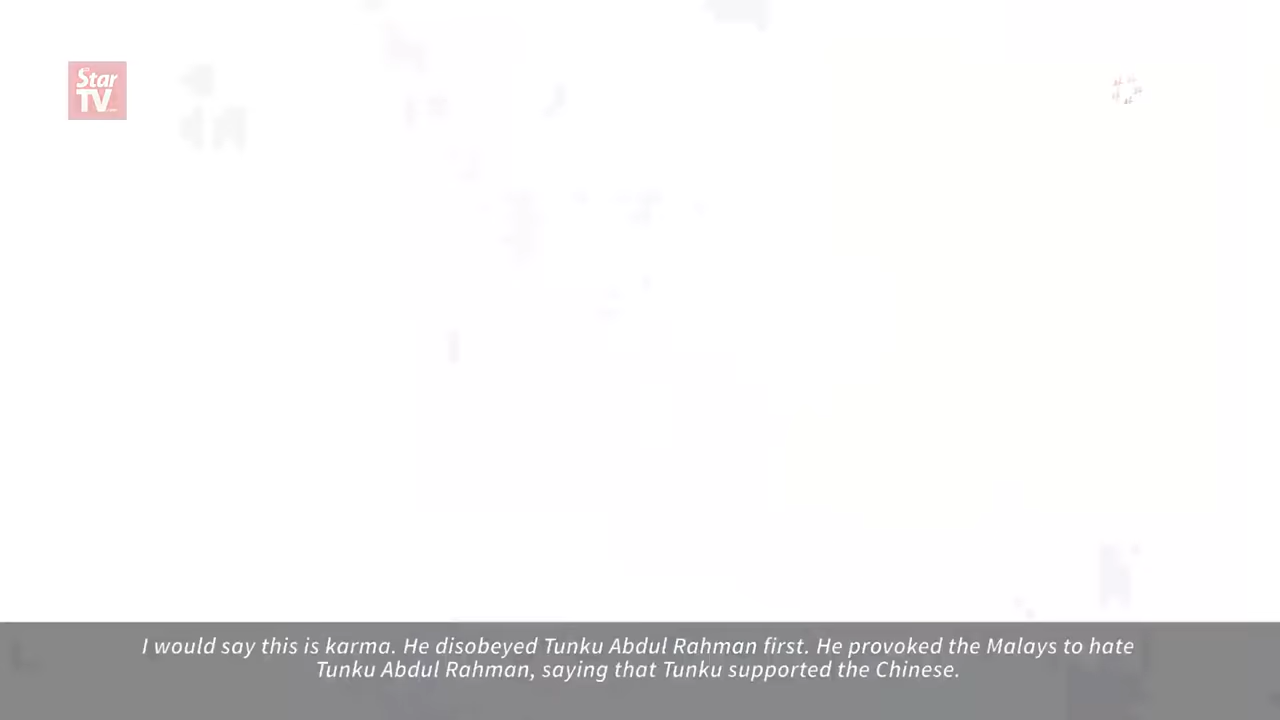 Star
TV
I would say this is karma. He disobeyed Tunku Abdul Rahman first. He provoked the Malays to hate
Tunku Abdul Rahman, saying that Tunku supported the Chinese.